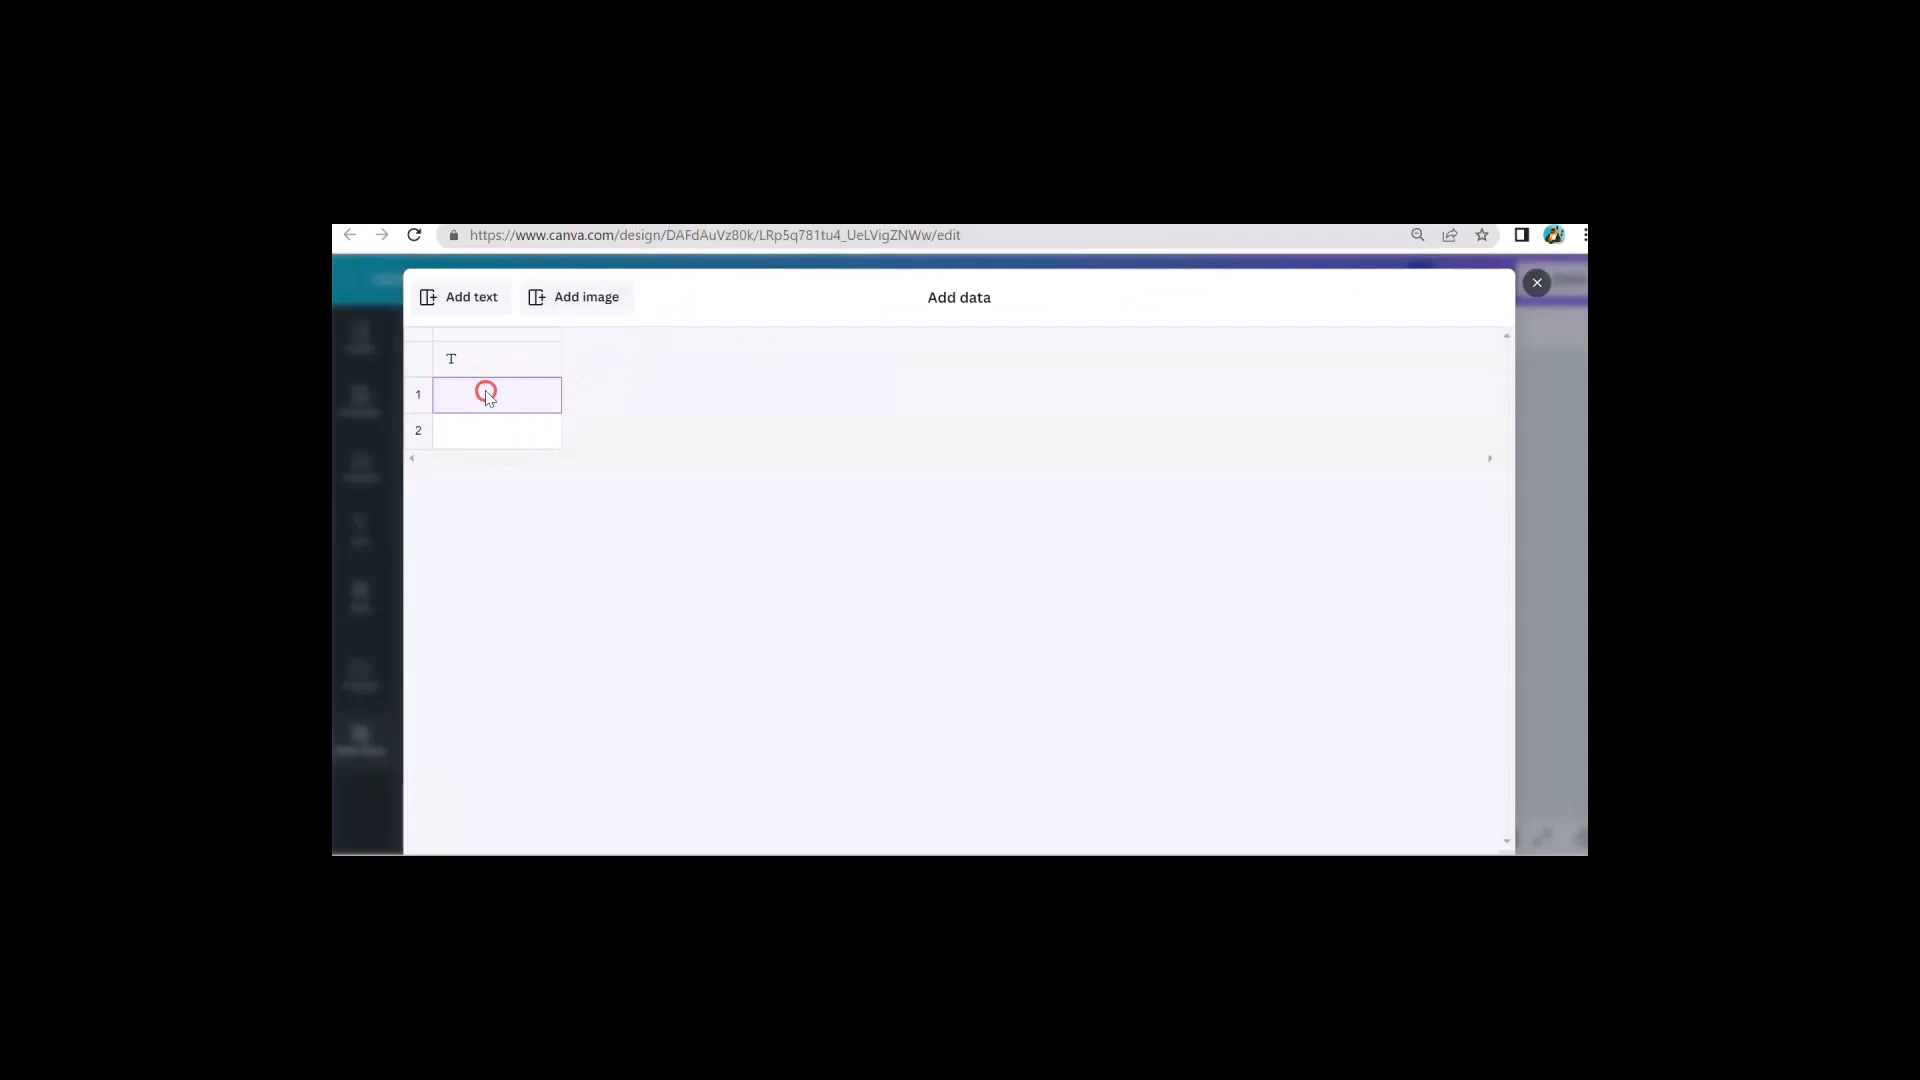 https://www.canva.com/design/DAFdAuVz80k/LRp5q781tu4_UeLVigZNWw/edit
Add text
Add image
Add data
T
1
2